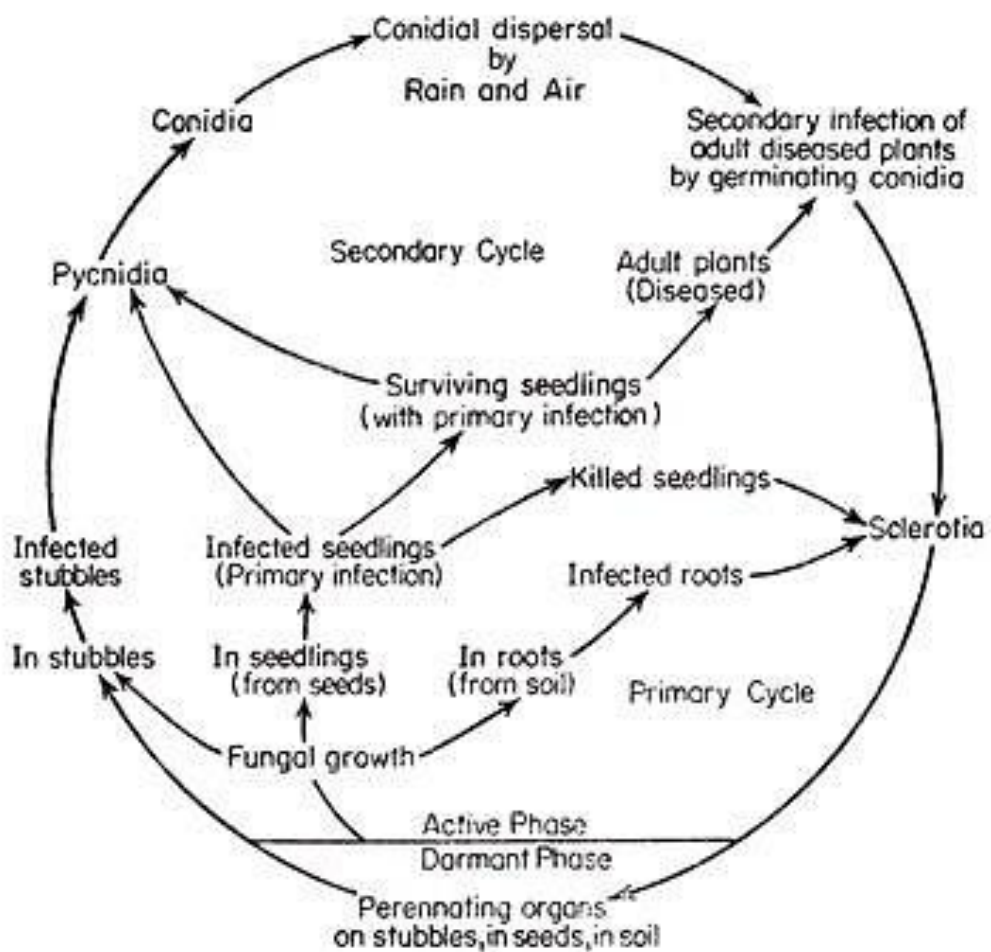 Conidial dispersal
by
Rain and Air
Conidia
Secondary infection of
adult diseased plants
by germinating conidia
Secondary Cycle
Adult plants
(Diseased)
Pycnidia
Surviving seedlings
(with primary infection)
Killed seedlings
Sclerotia
Infected
stubbles
Infected seedlings
(Primary infection)
Infected roots
In stubbles
In seedlings
(from seeds)
In roots
(from soil)
Primary Cycle
Fungal growth
Active Phase
Dormant Phase
Perennating organs
on stubbles, in seeds, in soil